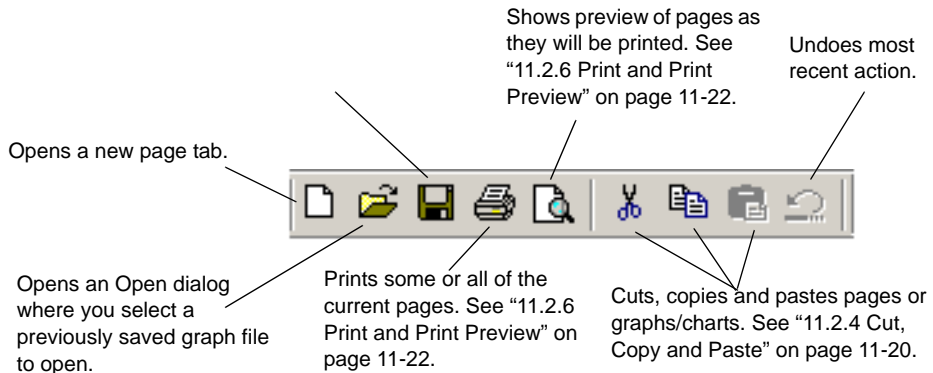 Shows preview of pages as
they will be printed. See
“11.2.6 Print and Print
Preview” on page 11-22.
Undoes most
recent action.
Opens a new page tab.
Opens an Open dialog
where you select a
previously saved graph file
to open.
Prints some or all of the
current pages. See “11.2.6
Print and Print Preview” on
page 11-22.
Cuts, copies and pastes pages or
graphs/charts. See “11.2.4 Cut,
Copy and Paste” on page 11-20.